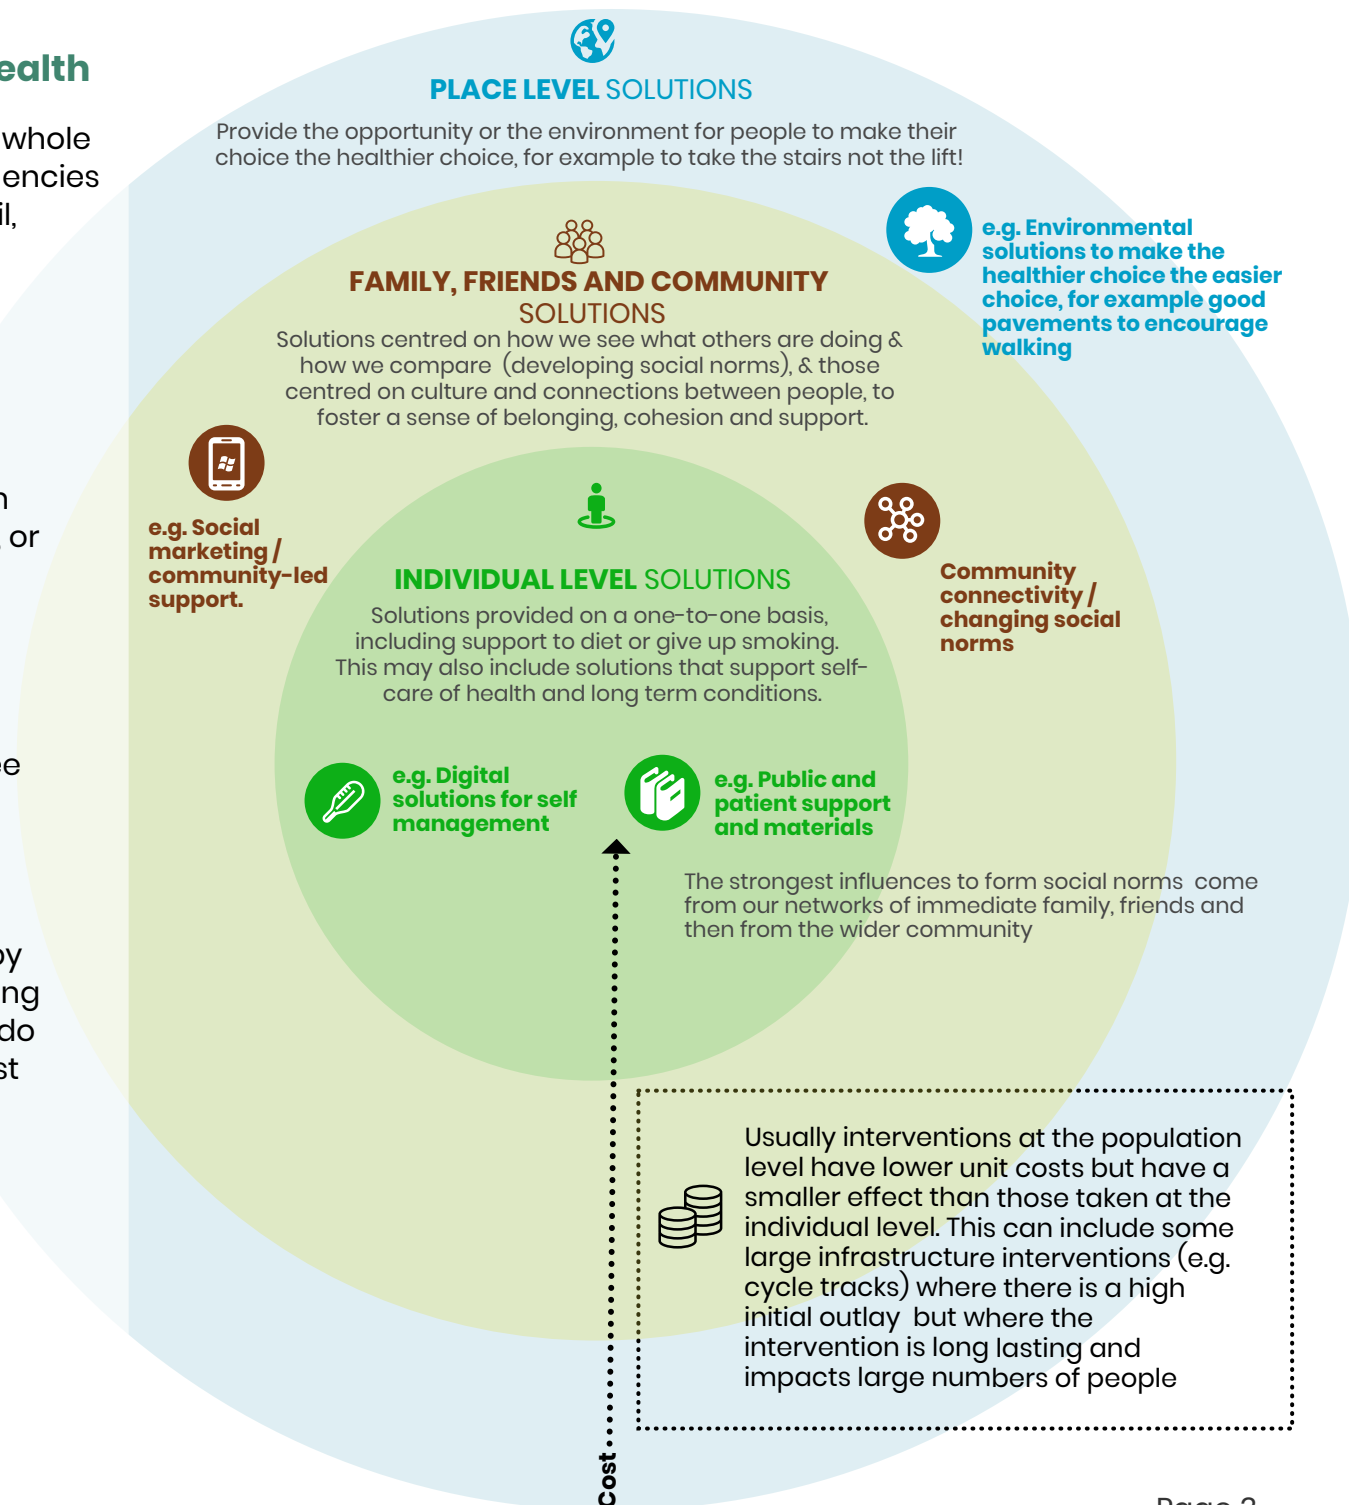 ealth
whole
encies
il,
n
or
ee
by
ng
do
st
PLACE LEVEL SOLUTIONS
Provide the opportunity or the environment for people to make their
choice the healthier choice, for example to take the stairs not the lift!
e.g. Environmental
solutions to make the
healthier choice the easier
choice, for example good
pavements to encourage
walking
FAMILY, FRIENDS AND COMMUNITY
SOLUTIONS
Solutions centred on how we see what others are doing &
how we compare (developing social norms), & those
centred on culture and connections between people, to
foster a sense of belonging, cohesion and support.
e.g. Social
marketing /
community-led
support.
Community
connectivity /
changing social
norms
INDIVIDUAL LEVEL SOLUTIONS
Solutions provided on a one-to-one basis,
including support to diet or give up smoking.
This may also include solutions that support self-
care of health and long term conditions.
e.g. Digital
solutions for self
management
e.g. Public and
patient support
and materials
The strongest influences to form social norms come
from our networks of immediate family, friends and
then from the wider community
Usually interventions at the population
level have lower unit costs but have a
smaller effect than those taken at the
individual level. This can include some
large infrastructure interventions (e.g.
cycle tracks) where there is a high
initial outlay but where the
intervention is long lasting and
impacts large numbers of people
Cost
Page